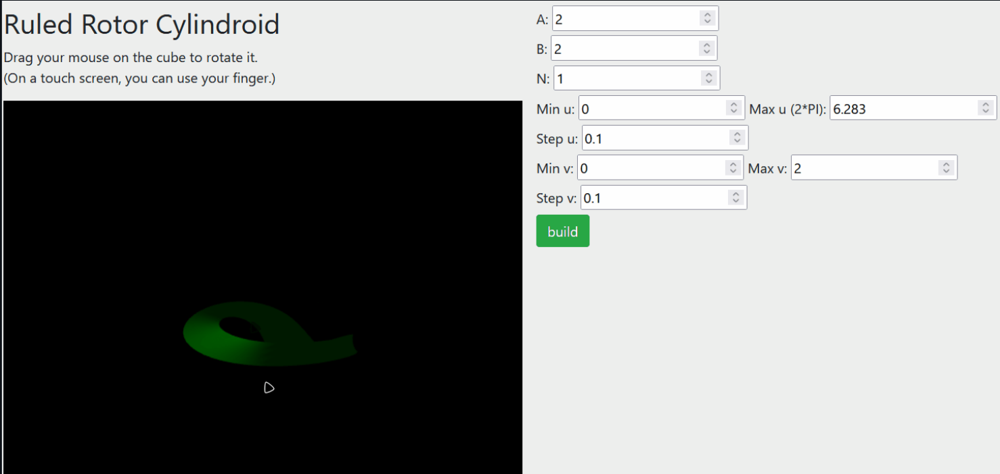 Ruled Rotor Cylindroid
Drag your mouse on the cube to rotate it.
(On a touch screen, you can use your finger.)
A: 2
B: 2
N: 1
Min u: 0 Max u (2*PI): 6.283
Step u: 0.1
Min v: 0 Max v: 2
Step v: 0.1
build